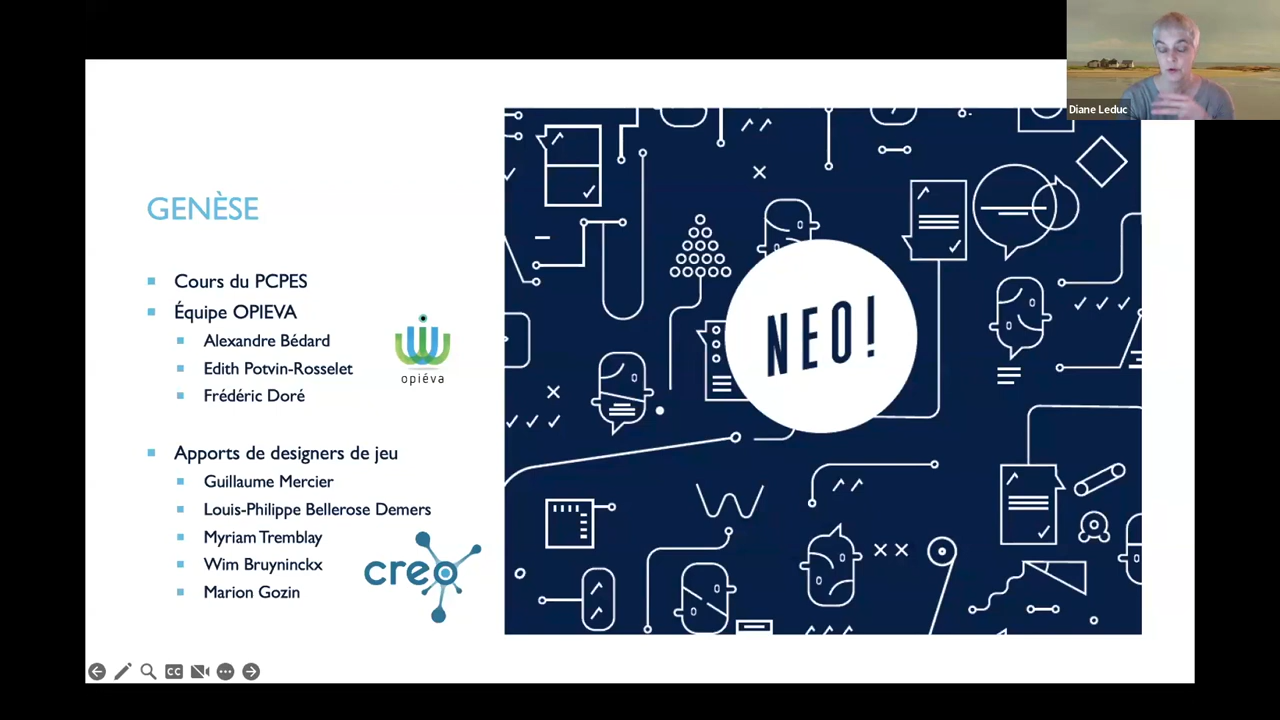 Diane Leduc
GENÈSE
Cours du PCPES
Équipe OPIEVA
Alexandre Bédard
Edith Potvin-Rosselet
Frédéric Doré
opiéva
Apports de designers de jeu
Guillaume Mercier
Louis-Philippe Bellerose Demers
Myriam Tremblay
Wim Bruyninckx
Marion Gozin
creo
NEO!
CC